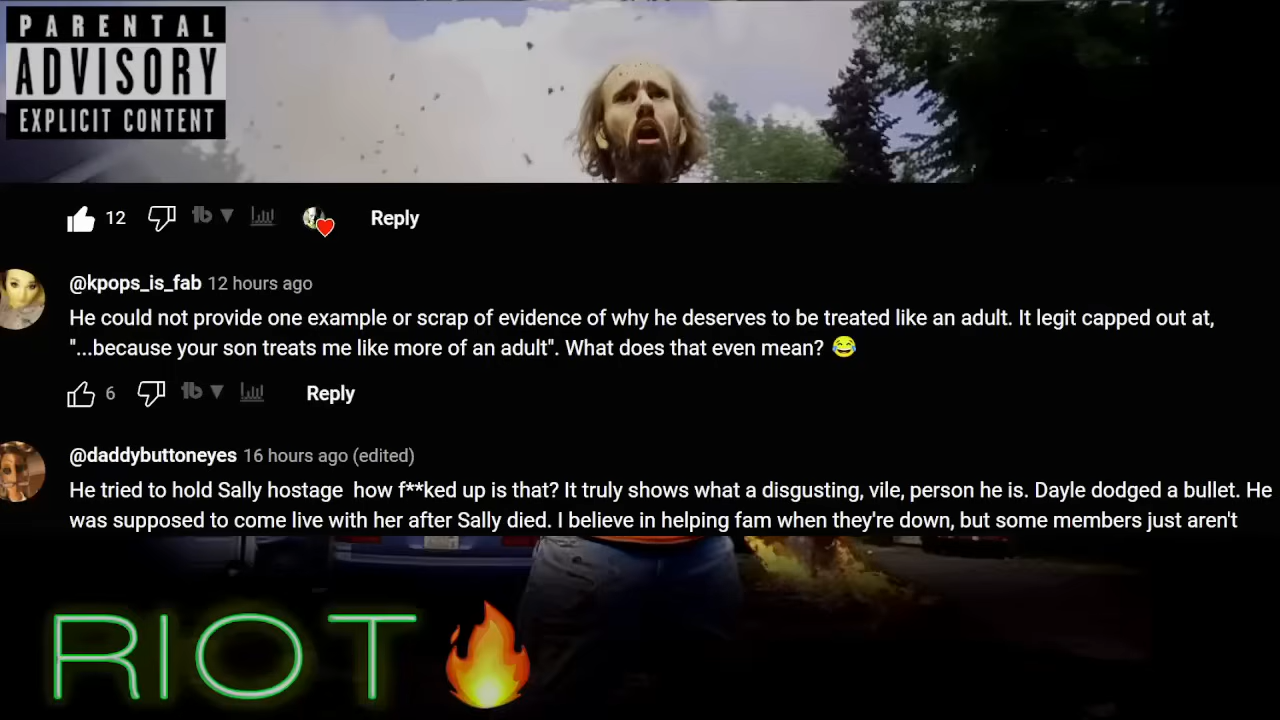 PARENTAL
ADVISORY
EXPLICIT CONTENT
12
Reply
@kpops_is_fab 12 hours ago
He could not provide one example or scrap of evidence of why he deserves to be treated like an adult. It legit capped out at,
"...because your son treats me like more of an adult". What does that even mean? 😂
6
Reply
@daddybuttoneyes 16 hours ago (edited)
He tried to hold Sally hostage how f**ked up is that? It truly shows what a disgusting, vile, person he is. Dayle dodged a bullet. He
was supposed to come live with her after Sally died. I believe in helping fam when they're down, but some members just aren't
RIOT🔥